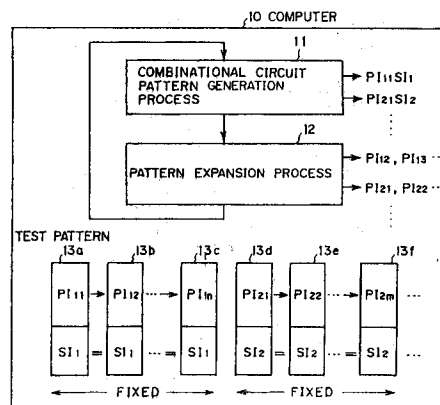 10 COMPUTER
11
COMBINATIONAL CIRCUIT
PATTERN GENERATION
PROCESS
PI11SI1
PI21SI2
12
PATTERN EXPANSION PROCESS
PI12, PI13
PI21, PI22 ...
TEST PATTERN
13a 13b 13c 13d 13e 13f
PI11 PI12 ... PI1n PI21 PI22 ... PI2m ...
SI1 = SI1 ... = SI1 SI2 = SI2 ... = SI2 ...
FIXED FIXED